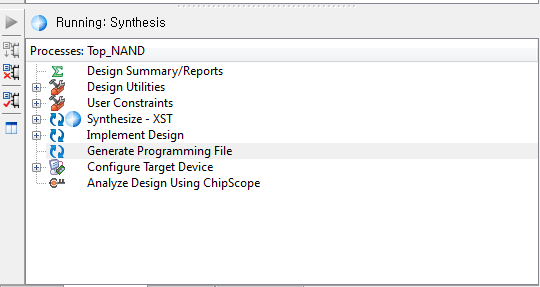 Running: Synthesis
Processes: Top_NAND
Design Summary/Reports
Design Utilities
User Constraints
Synthesize - XST
Implement Design
Generate Programming File
Configure Target Device
Analyze Design Using ChipScope